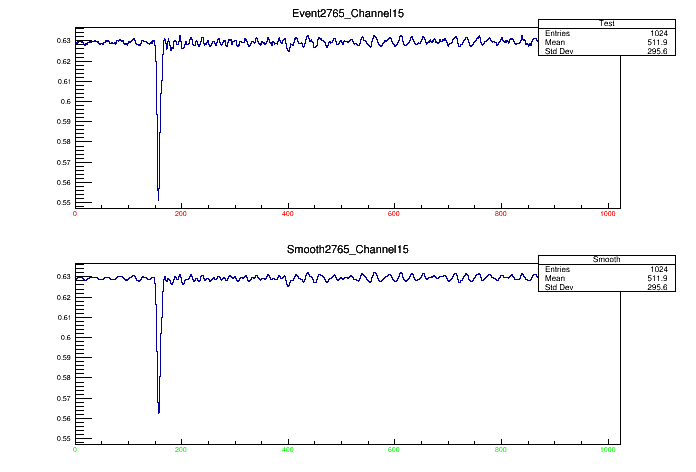 Event2765_Channel15
Test
Entries 1024
Mean 511.9
Std Dev 295.6
0.63
0.62
0.61
0.6
0.59
0.58
0.57
0.56
0.55
0 200 400 600 800 1000
Smooth2765_Channel15
Smooth
Entries 1024
Mean 511.9
Std Dev 295.6
0.63
0.62
0.61
0.6
0.59
0.58
0.57
0.56
0.55
0 200 400 600 800 1000